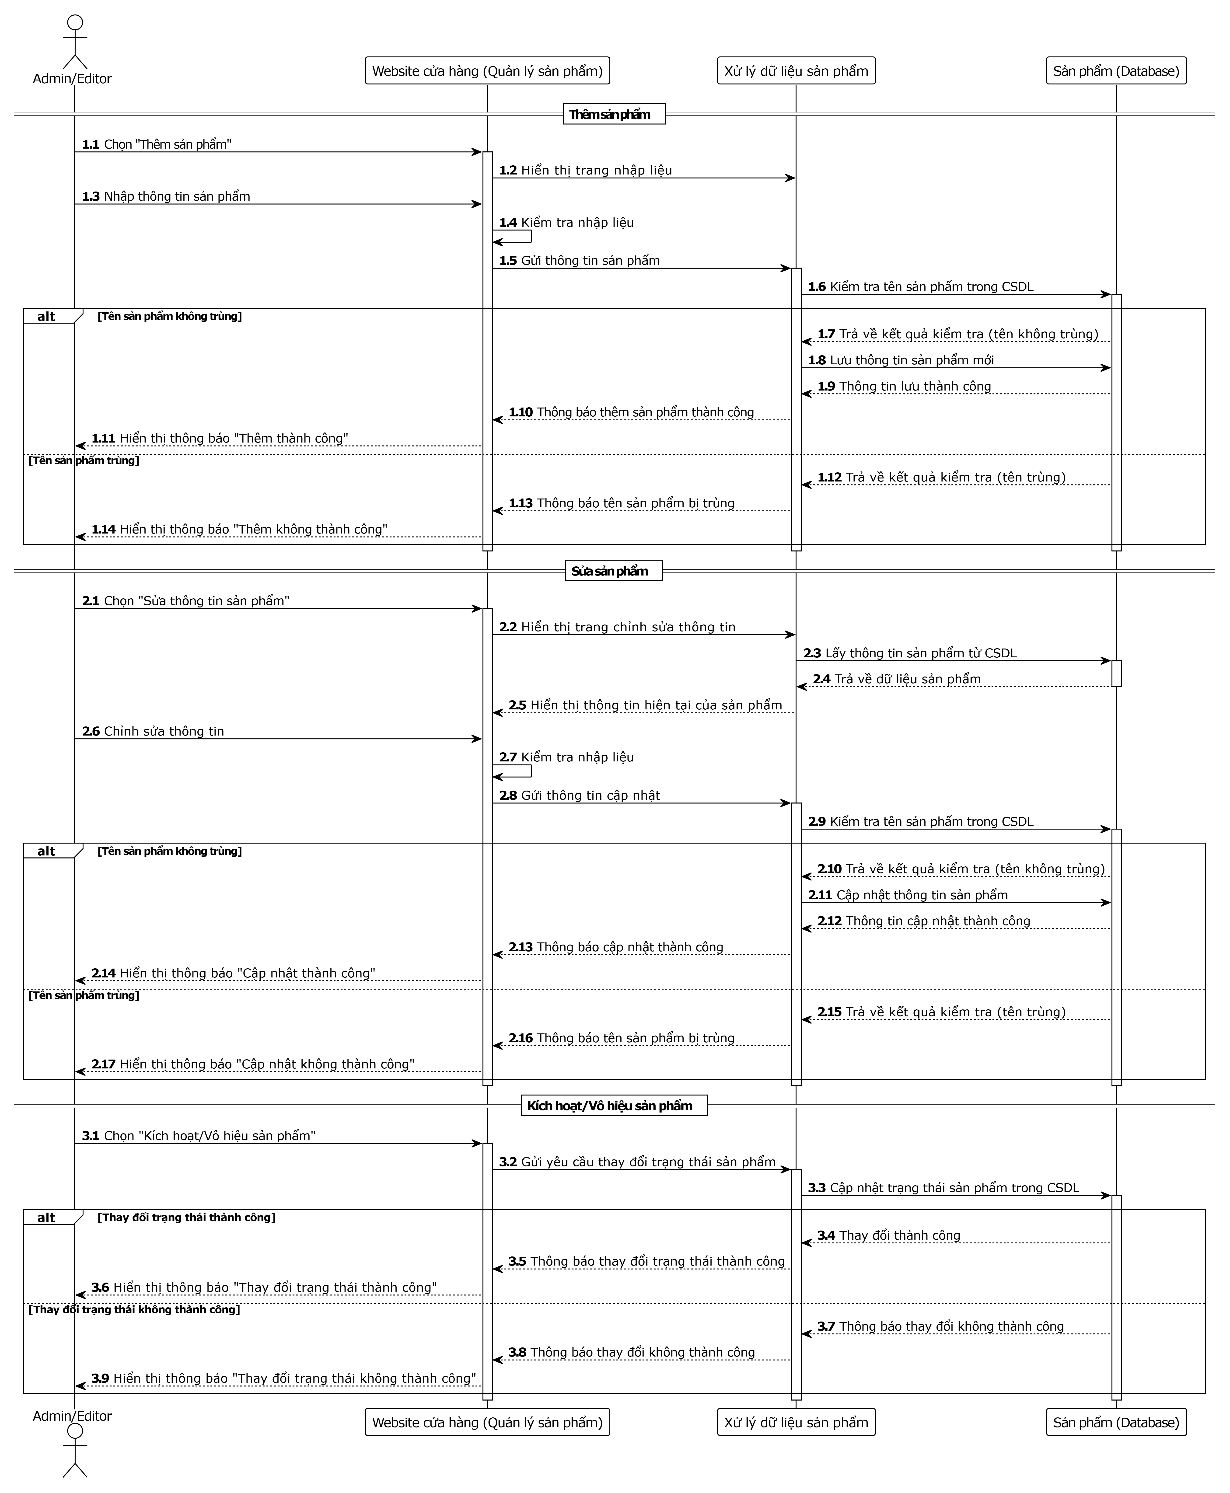 Admin/Editor
Website cửa hàng (Quản lý sản phẩm)
Xử lý dữ liệu sản phẩm
Sản phẩm (Database)
Thêm sản phẩm
1.1 Chọn "Thêm sản phẩm"
1.2 Hiển thị trang nhập liệu
1.3 Nhập thông tin sản phẩm
1.4 Kiểm tra nhập liệu
1.5 Gửi thông tin sản phẩm
1.6 Kiểm tra tên sản phẩm trong CSDL
alt [Tên sản phẩm không trùng]
1.7 Trả về kết quả kiểm tra (tên không trùng)
1.8 Lưu thông tin sản phẩm mới
1.9 Thông tin lưu thành công
1.10 Thông báo thêm sản phẩm thành công
1.11 Hiển thị thông báo "Thêm thành công"
[Tên sản phẩm trùng]
1.12 Trả về kết quả kiểm tra (tên trùng)
1.13 Thông báo tên sản phẩm bị trùng
1.14 Hiển thị thông báo "Thêm không thành công"
Sửa sản phẩm
2.1 Chọn "Sửa thông tin sản phẩm"
2.2 Hiển thị trang chỉnh sửa thông tin
2.3 Lấy thông tin sản phẩm từ CSDL
2.4 Trả về dữ liệu sản phẩm
2.5 Hiển thị thông tin hiện tại của sản phẩm
2.6 Chỉnh sửa thông tin
2.7 Kiểm tra nhập liệu
2.8 Gửi thông tin cập nhật
2.9 Kiểm tra tên sản phẩm trong CSDL
alt [Tên sản phẩm không trùng]
2.10 Trả về kết quả kiểm tra (tên không trùng)
2.11 Cập nhật thông tin sản phẩm
2.12 Thông tin cập nhật thành công
2.13 Thông báo cập nhật thành công
2.14 Hiển thị thông báo "Cập nhật thành công"
[Tên sản phẩm trùng]
2.15 Trả về kết quả kiểm tra (tên trùng)
2.16 Thông báo tên sản phẩm bị trùng
2.17 Hiển thị thông báo "Cập nhật không thành công"
Kích hoạt/Vô hiệu sản phẩm
3.1 Chọn "Kích hoạt/Vô hiệu sản phẩm"
3.2 Gửi yêu cầu thay đổi trạng thái sản phẩm
3.3 Cập nhật trạng thái sản phẩm trong CSDL
alt [Thay đổi trạng thái thành công]
3.4 Thay đổi thành công
3.5 Thông báo thay đổi trạng thái thành công
3.6 Hiển thị thông báo "Thay đổi trạng thái thành công"
[Thay đổi trạng thái không thành công]
3.7 Thông báo thay đổi không thành công
3.8 Thông báo thay đổi không thành công
3.9 Hiển thị thông báo "Thay đổi trạng thái không thành công"
Admin/Editor
Website cửa hàng (Quản lý sản phẩm)
Xử lý dữ liệu sản phẩm
Sản phẩm (Database)